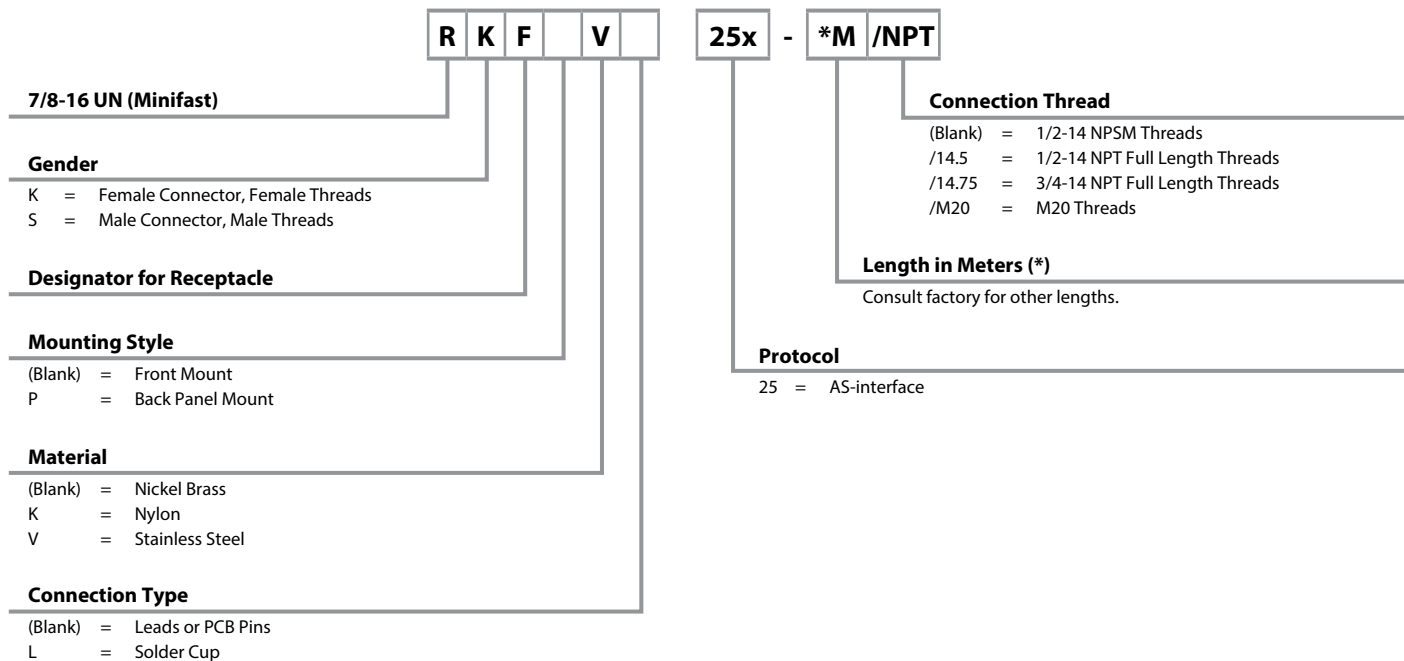 R K F V 25x - *M /NPT
7/8-16 UN (Minifast)
Gender
K = Female Connector, Female Threads
S = Male Connector, Male Threads
Designator for Receptacle
Mounting Style
(Blank) = Front Mount
P = Back Panel Mount
Material
(Blank) = Nickel Brass
K = Nylon
V = Stainless Steel
Connection Type
(Blank) = Leads or PCB Pins
L = Solder Cup
Connection Thread
(Blank) = 1/2-14 NPSM Threads
/14.5 = 1/2-14 NPT Full Length Threads
/14.75 = 3/4-14 NPT Full Length Threads
/M20 = M20 Threads
Length in Meters (*)
Consult factory for other lengths.
Protocol
25 = AS-interface